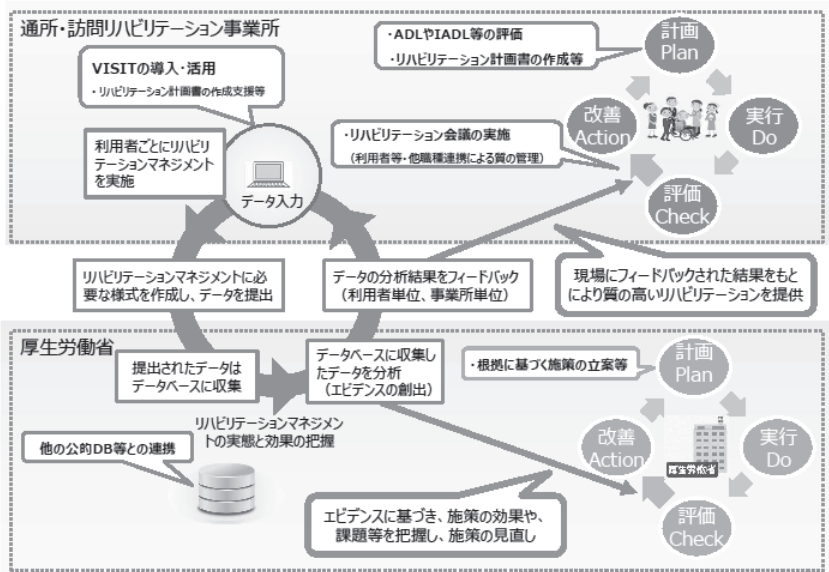 通所・訪問リハビリテーション事業所
VISITの導入・活用
・リハビリテーション計画書の作成支援等
利用者ごとにリハビリ
テーションマネジメント
を実施
データ入力
・ADLやIADL等の評価
・リハビリテーション計画書の作成等
・リハビリテーション会議の実施
（利用者等・他職種連携による質の管理）
計画
Plan
実行
Do
評価
Check
改善
Action
リハビリテーションマネジメントに必
要な様式を作成し、データを提出
データの分析結果をフィードバック
（利用者単位、事業所単位）
現場にフィードバックされた結果をもと
により質の高いリハビリテーションを提供
厚生労働省
提出されたデータは
データベースに収集
データベースに収集し
たデータを分析
（エビデンスの創出）
リハビリテーションマネジメン
トの実態と効果の把握
他の公的DB等との連携
・根拠に基づく施策の立案等
計画
Plan
実行
Do
評価
Check
改善
Action
厚生労働省
エビデンスに基づき、施策の効果や、
課題等を把握し、施策の見直し